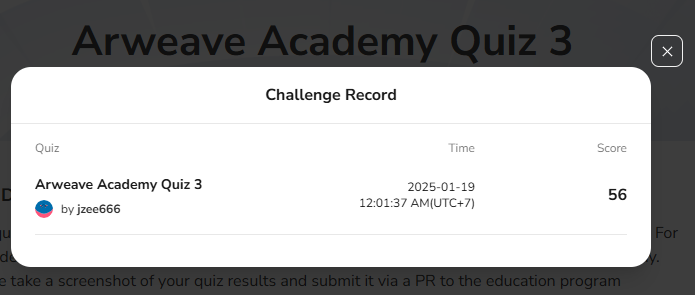 Arweave Academy Quiz 3
Challenge Record
Quiz Time Score
Arweave Academy Quiz 3
2025-01-19
12:01:37 AM(UTC+7)
56
by jzee666
For
y.
e take a screenshot of your quiz results and submit it via a PR to the education program